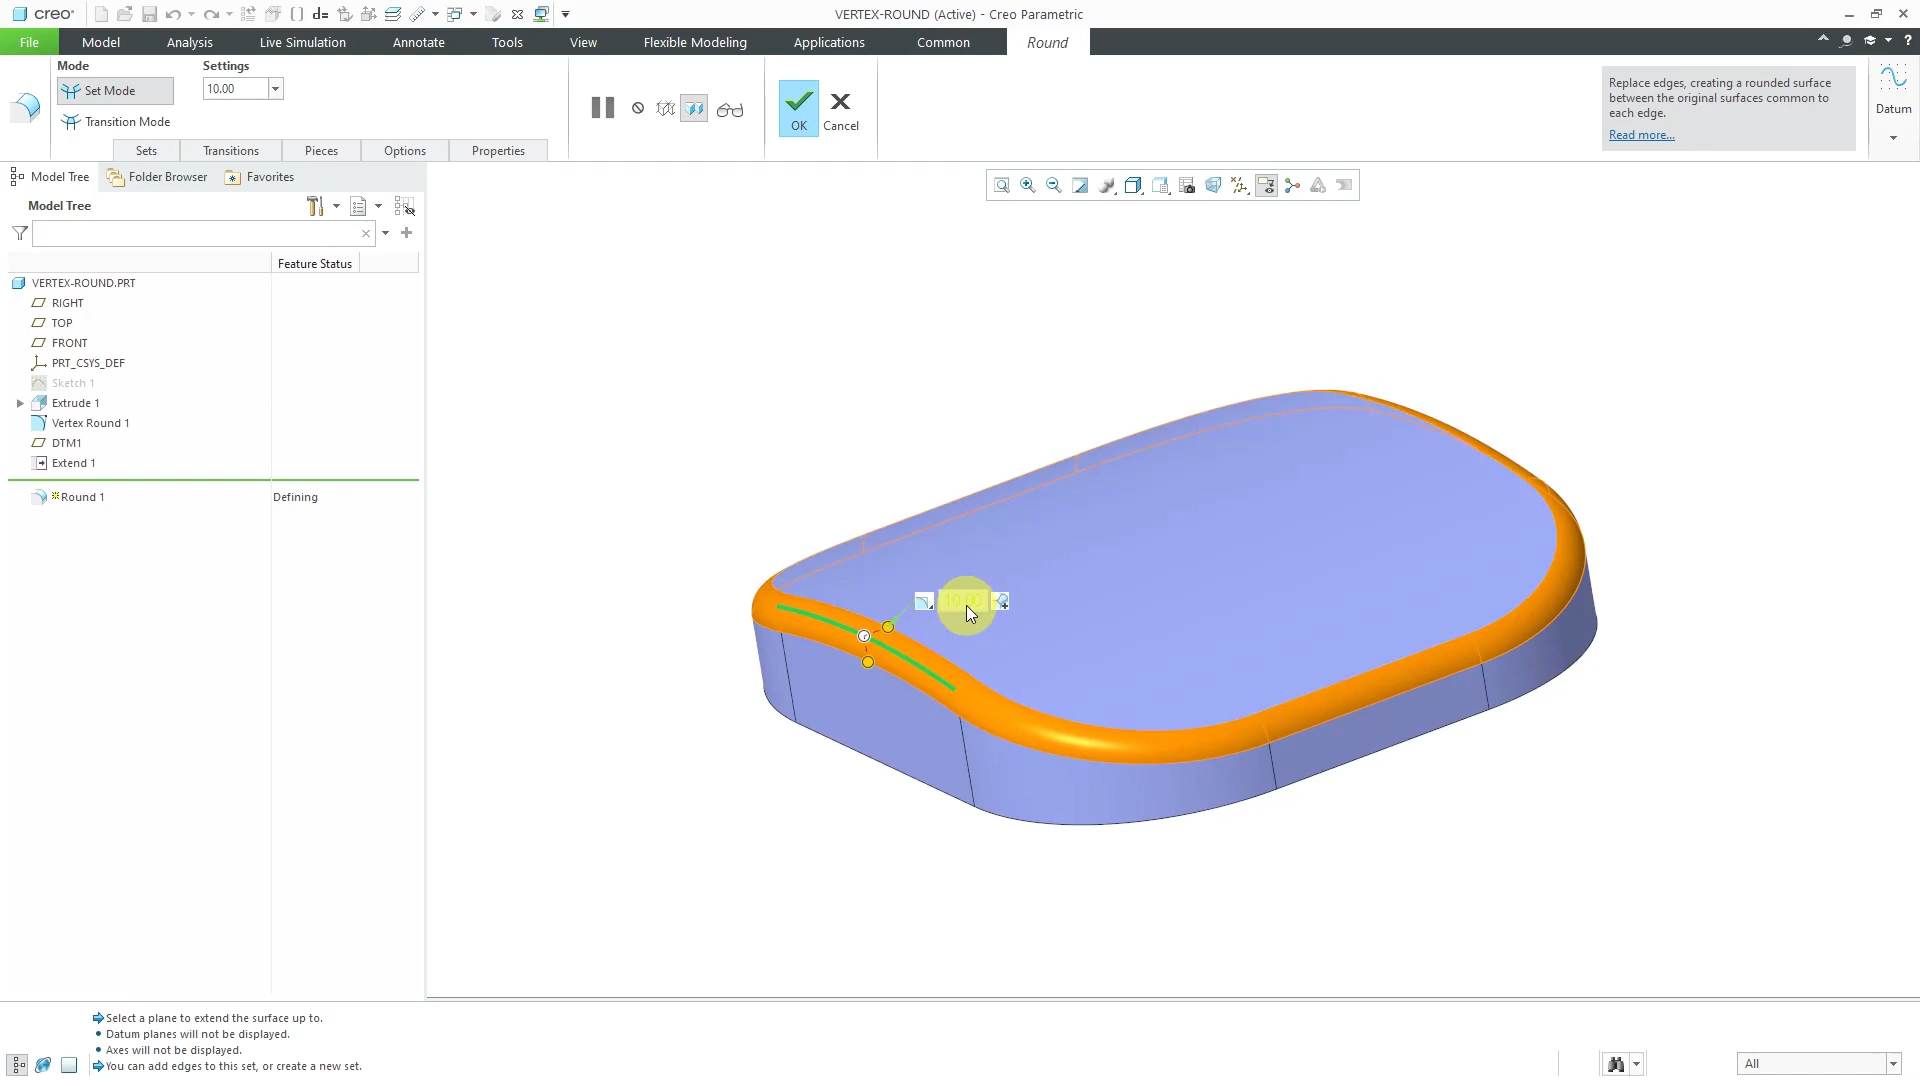 creo
VERTEX-ROUND (Active) - Creo Parametric
File
Model
Analysis
Live Simulation
Annotate
Tools
View
Flexible Modeling
Applications
Common
Round
Mode
Settings
Set Mode
10.00
Transition Mode
OK
Cancel
Replace edges, creating a rounded surface
between the original surfaces common to
each edge.
Read more...
Datum
Sets
Transitions
Pieces
Options
Properties
Model Tree
Folder Browser
Favorites
Model Tree
Feature Status
VERTEX-ROUND.PRT
RIGHT
TOP
FRONT
PRT_CSYS_DEF
Sketch 1
Extrude 1
Vertex Round 1
DTM1
Extend 1
Round 1
Defining
10.00
Select a plane to extend the surface up to.
Datum planes will not be displayed.
Axes will not be displayed.
You can add edges to this set, or create a new set.
All